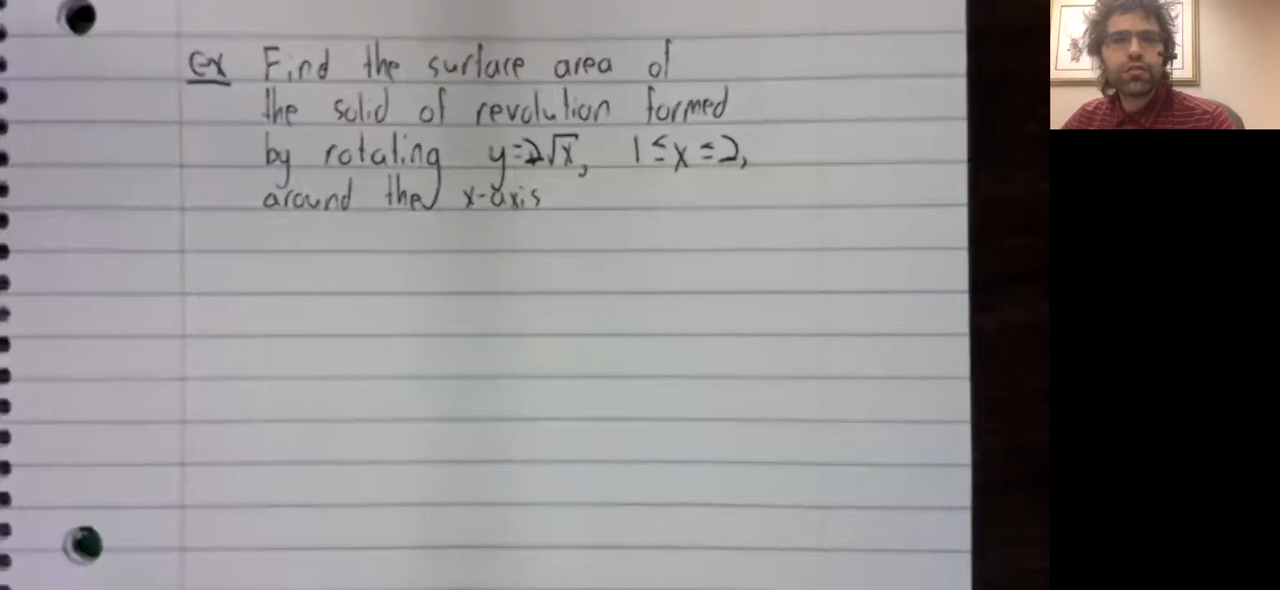 Ex Find the surface area of
the solid of revolution formed
by rotating y=2√x, 1≤x≤2,
around the x-axis